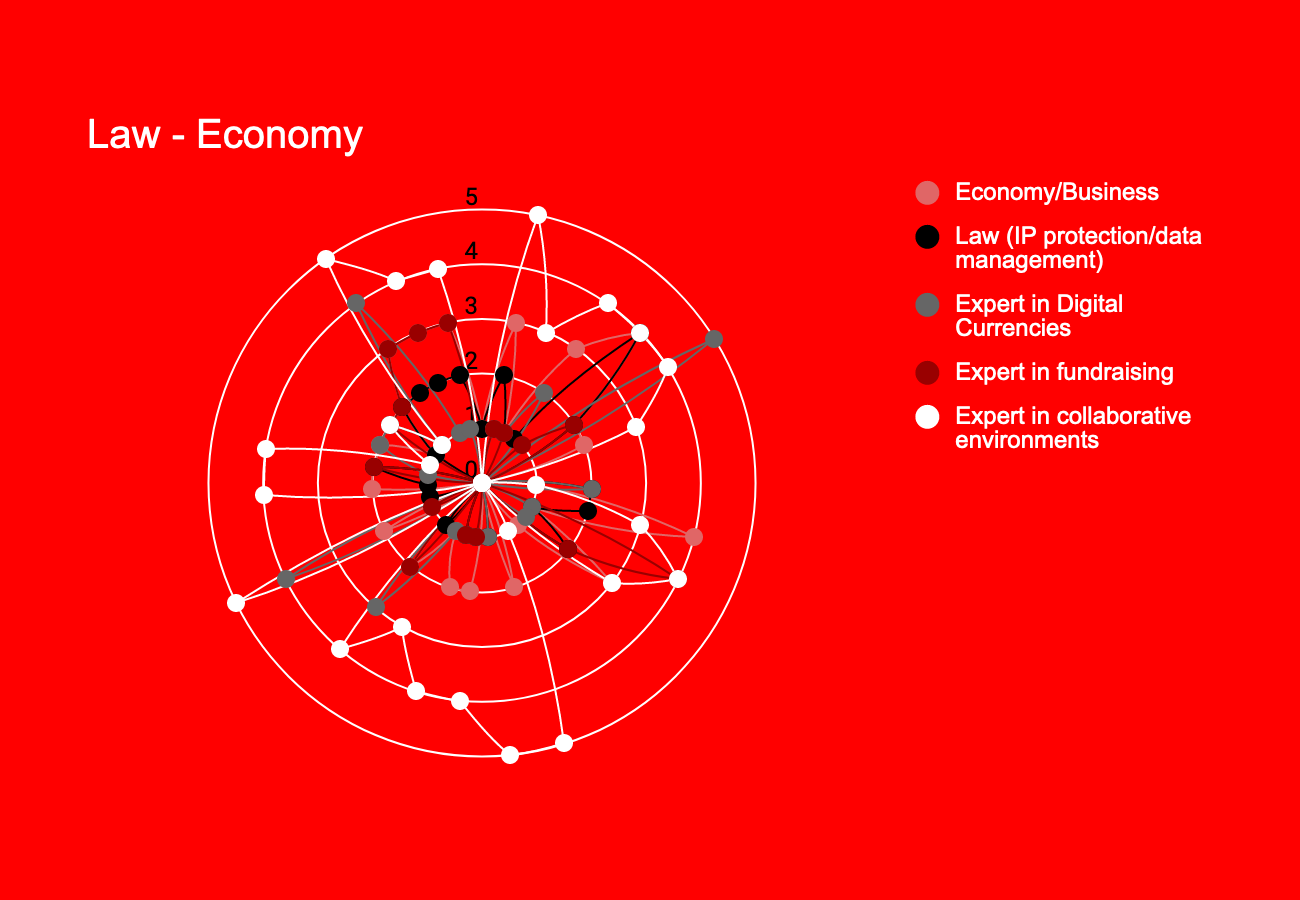 Law - Economy
5
4
3
2
1
0
Economy/Business
Law (IP protection/data
management)
Expert in Digital
Currencies
Expert in fundraising
Expert in collaborative
environments